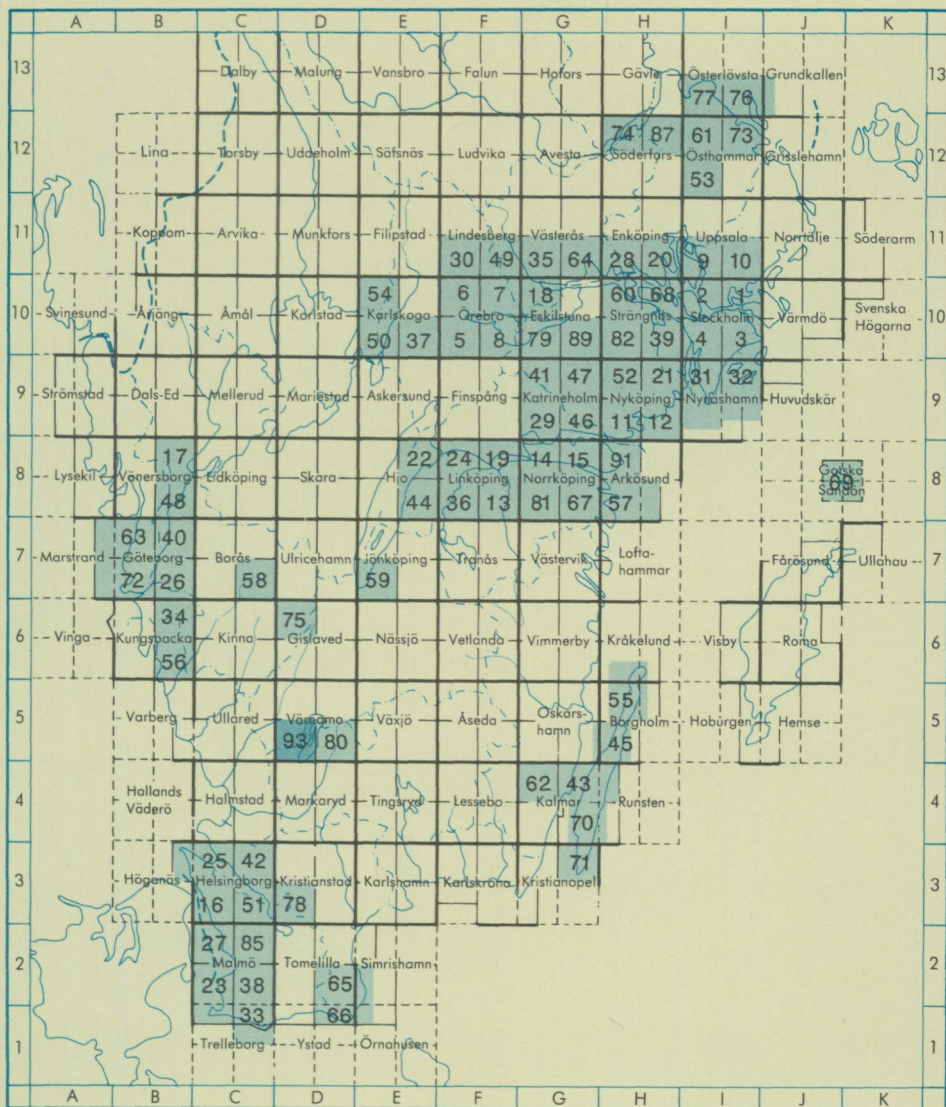 A B C D E F G H I J K
13 Dalby Malung Vansbro Falun Hofors Gävle Österlövsta Grundkallen 13
77 76
74 87 61 73
12 Lina Torsby Uddeholm Säfsnäs Ludvika Avesta Söderfors Östhammar Grisslehamn 12
53
11 Koppom Arvika Munkfors Filipstad Lindesberg Västerås Enköping Uppsala Norrtälje Söderarm 11
30 49 35 64 28 20 9 10
54 6 7 18 60 68 2 1
10 Svinesund Årjäng Åmål Karlstad Karlskoga Örebro Eskilstuna Strängnäs Stockholm Värmdö Svenska Högarna 10
50 37 5 8 79 89 82 39 4 3
41 47 52 21 31 32
9 Strömstad Dals-Ed Mellerud Mariestad Askersund Finspång Katrineholm Nyköping Nynäshamn Huvudskär 9
29 46 11 12
17 22 24 19 14 15 91
8 Lysekil Vänersborg Lidköping Skara Hjo Linköping Norrköping Arkösund Gotska Sandön 8
69
48 44 36 13 81 67 57
63 40
7 Marstrand Göteborg Borås Ulricehamn Jönköping Tranås Västervik Lofta-hammar Fårösund Ullahau 7
72 26 58 59
34 75
6 Vinga Kungsbacka Kinna Gislaved Nässjö Vetlanda Vimmerby Kråkelund Visby Roma 6
56
55
5 Varberg Ullared Värnamo Växjö Åseda Oskars-hamn Borgholm Hoburgen Hemse 5
93 80 45
62 43
4 Hallands Väderö Halmstad Markaryd Tingsryd Lessebo Kalmar Runsten 4
70
25 42 71
3 Höganäs Helsingborg Kristianstad Karlshamn Karlskrona Kristianopel 3
16 51 78
27 85
2 Malmö Tomelilla Simrishamn 2
23 38 65
33 66
1 Trelleborg Ystad Örnahusen 1
A B C D E F G H I J K